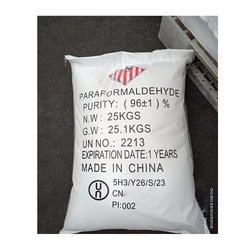 PARAFORMALDEHYDE
PURITY: (96±1) %
N.W : 25KGS
G.W : 25.1KGS
UN NO.: 2213
EXPIRATION DATE:1 YEARS
MADE IN CHINA
un
5H3/Y26/S/23
CN/
PI:002